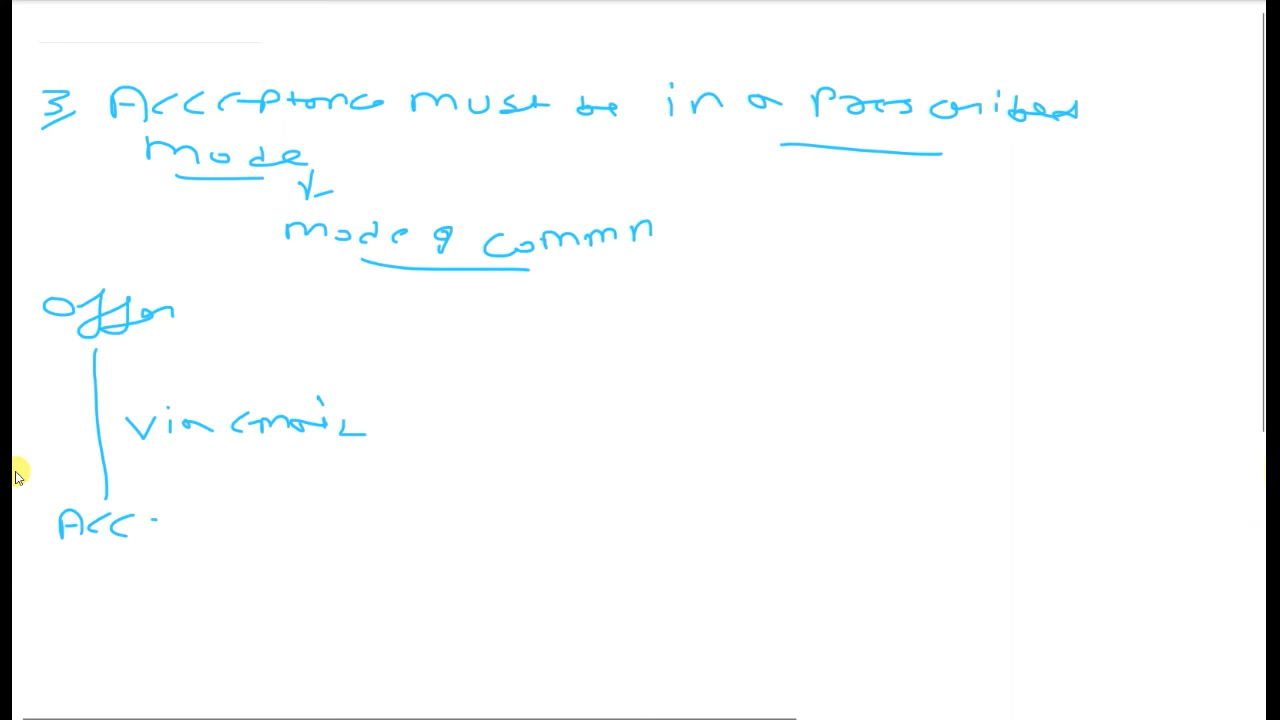 3, Acceptance must be in a Prescribed
mode
mode of commn
Offer
via email
Acc.